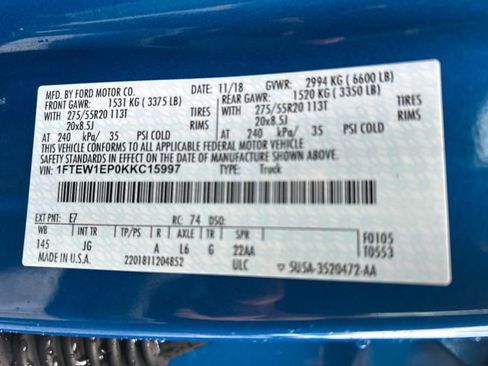 MFD. BY FORD MOTOR CO. DATE: 11/18 GVWR: 2994 KG ( 6600 LB)
FRONT GAWR: 1531 KG ( 3375 LB) REAR GAWR: 1520 KG ( 3350 LB)
WITH 275/55R20 113T TIRES WITH 275/55R20 113T TIRES
20x8.5J RIMS 20x8.5J RIMS
AT 240 kPa/ 35 PSI COLD AT 240 kPa/ 35 PSI COLD
THIS VEHICLE CONFORMS TO ALL APPLICABLE FEDERAL MOTOR VEHICLE
SAFETY STANDARDS IN EFFECT ON THE DATE OF MANUFACTURE SHOWN ABOVE.
VIN: 1FTEW1EP0KKC15997 TYPE: Truck
EXT PNT: E7 RC: 74 DSO:
WB INT TR TP/PS R AXLE TR SPR F0105
145 JG A L6 G 22AA T0553
MADE IN U.S.A. 2201811204852 ULC 5U5A-3520472-AA